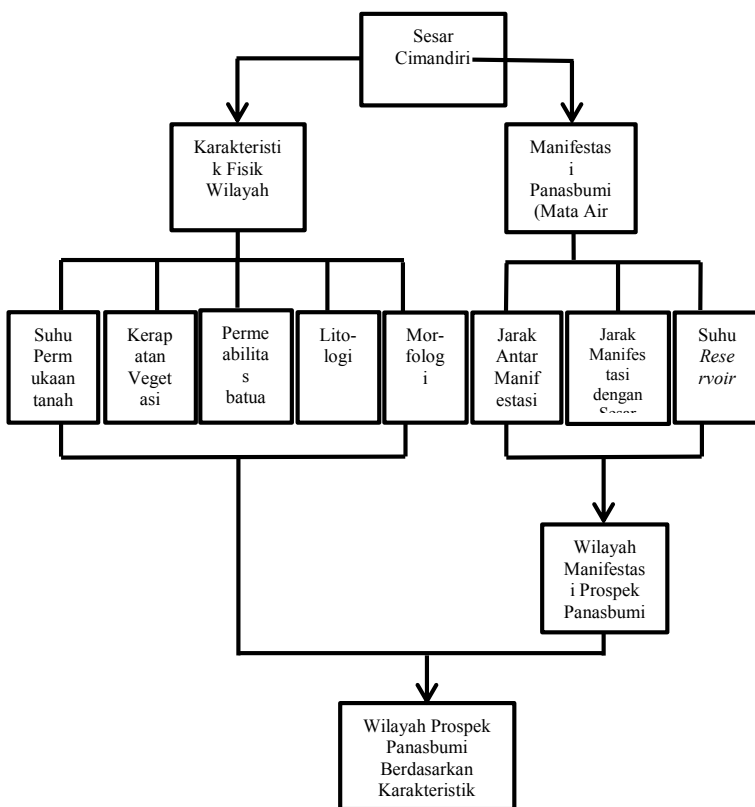 Sesar
Cimandiri
Karakteristi
k Fisik
Wilayah
Manifestas
i
Panasbumi
(Mata Air
Suhu
Perm
ukaan
tanah
Kerap
atan
Veget
asi
Perme
abilita
s
batua
Lito-
logi
Mor-
folog
i
Jarak
Antar
Manif
estasi
Jarak
Manifes
tasi
dengan
Sesar
Suhu
Rese
rvoir
Wilayah
Manifestas
i Prospek
Panasbumi
Wilayah Prospek
Panasbumi
Berdasarkan
Karakteristik